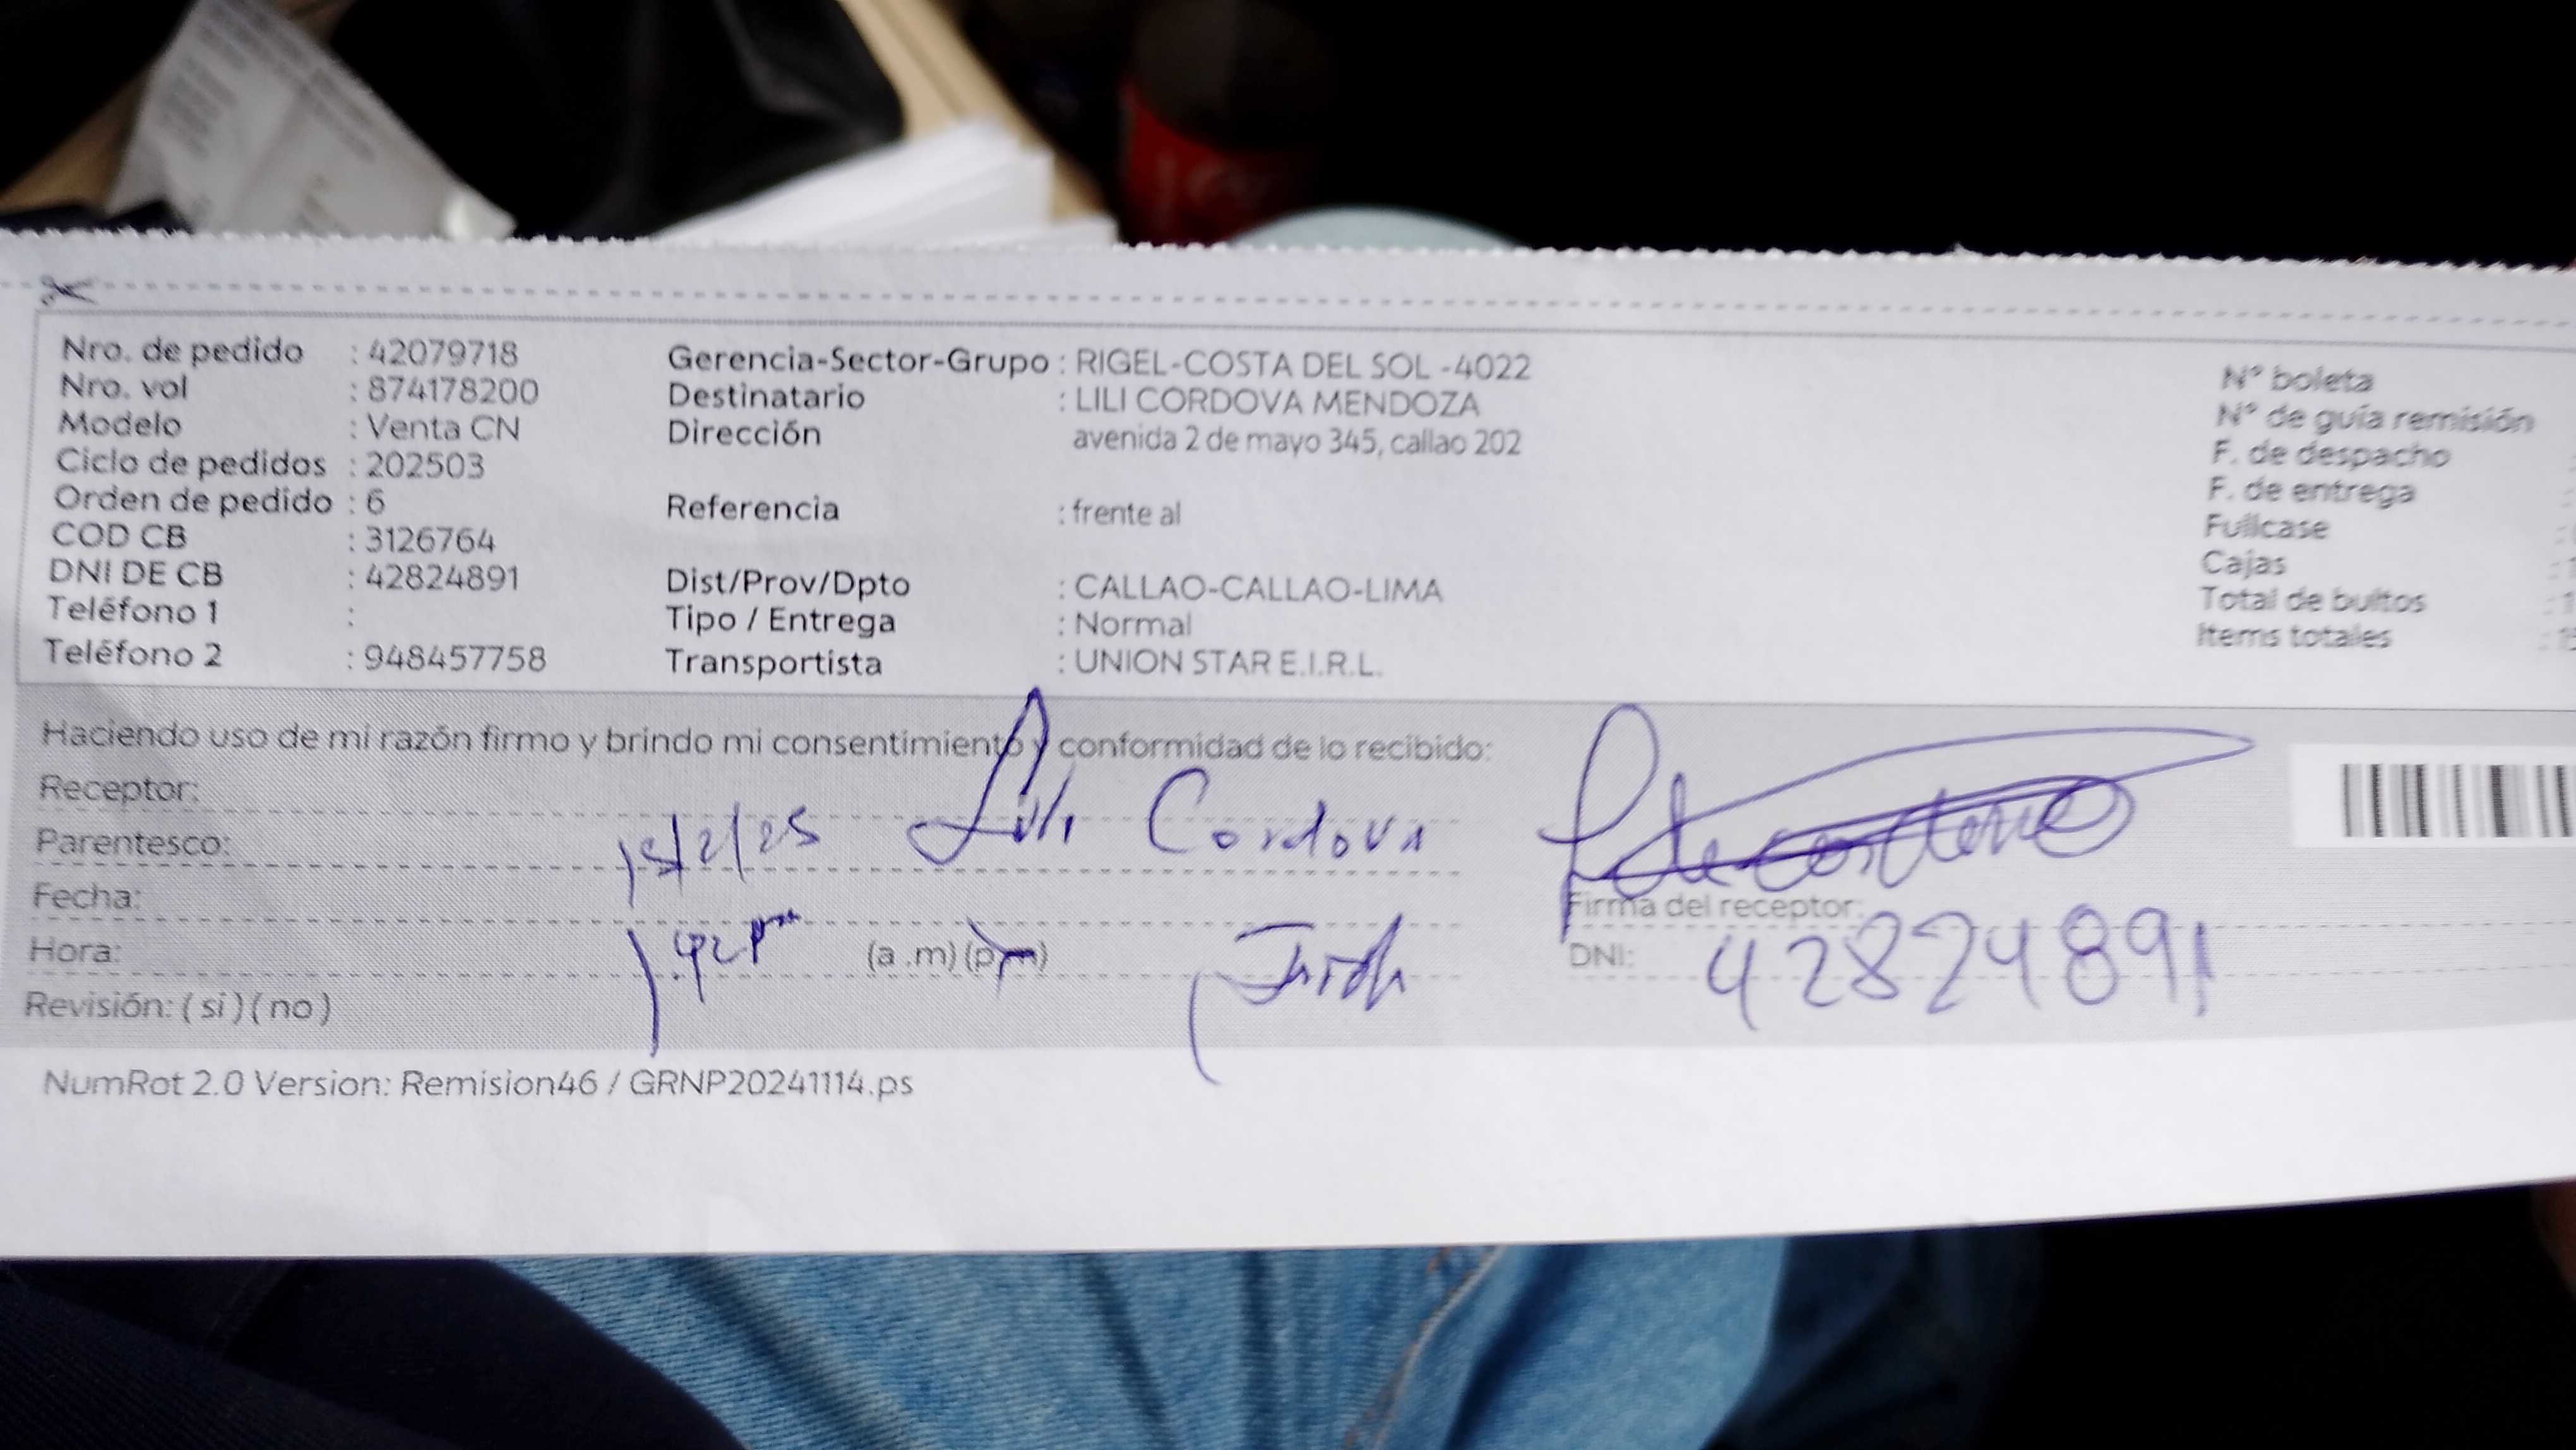 Nro. de pedido : 42079718
Nro. vol : 874178200
Modelo : Venta CN
Ciclo de pedidos : 202503
Orden de pedido : 6
COD CB : 3126764
DNI DE CB : 42824891
Teléfono 1 :
Teléfono 2 : 948457758
Gerencia-Sector-Grupo : RIGEL-COSTA DEL SOL -4022
Destinatario : LILI CORDOVA MENDOZA
Dirección avenida 2 de mayo 345, callao 202
Referencia : frente al
Dist/Prov/Dpto : CALLAO-CALLAO-LIMA
Tipo / Entrega : Normal
Transportista : UNION STAR E.I.R.L.
N° boleta
N° de guía remisión
F. de despacho
F. de entrega
Fullcase
Cajas
Total de bultos
Items totales
Haciendo uso de mi razón firmo y brindo mi consentimiento y conformidad de lo recibido:
Receptor:
Parentesco: 15/2/25 Lili Cordova
Fecha:
Hora: 1:42 pm (a .m) (p.m)
Revisión: ( si ) ( no )
Firma del receptor:
DNI: 42824891
NumRot 2.0 Version: Remision46 / GRNP20241114.ps